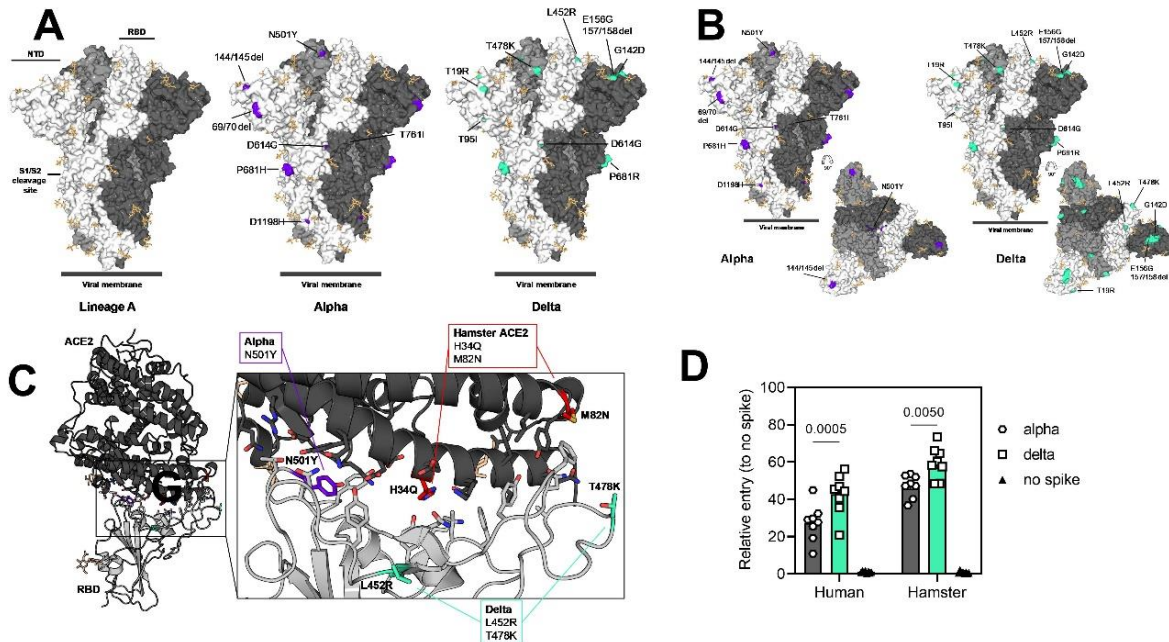 A
RBD
NTD
S1/S2
cleavage
site
Viral membrane
Lineage A
N501Y
144/145del
69/70del
D614G
T761I
P681H
D1198H
Viral membrane
Alpha
L452R
E156G
157/158del
G142D
T478K
T19R
T95I
D614G
P681R
Viral membrane
Delta
B
N501Y
144/145del
69/70
del
T761I
D614G
P681H
D1198H
90°
N501Y
Viral membrane
Alpha
144/145del
L452R
E156G
157/158del
T478K
G142D
T19R
D614G
P681R
90°
L452R
T478K
G142D
Viral membrane
Delta
E156G
157/158del
T19R
C
ACE2
G
RBD
Alpha
N501Y
Hamster ACE2
H34Q
M82N
M82N
N501Y
H34Q
T478K
L452R
Delta
L452R
T478K
D
Relative entry (to no spike)
100
80
60
40
20
0
0.0005
0.0050
Human
Hamster
alpha
delta
no spike